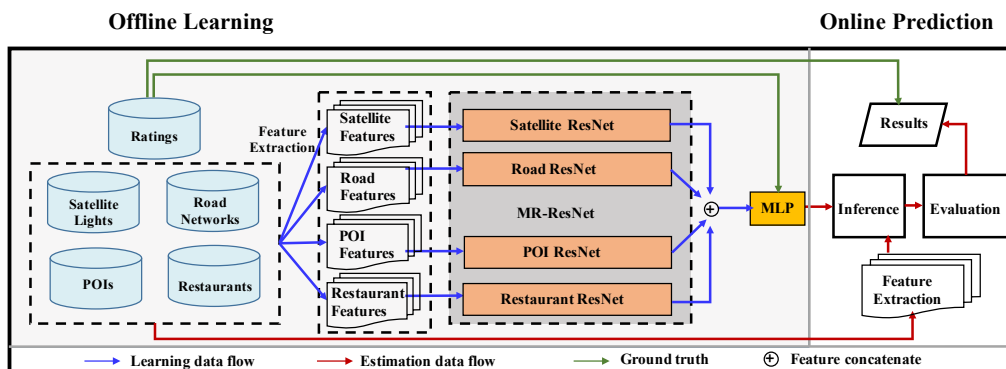 Offline Learning
Online Prediction
Ratings
Feature
Extraction
Satellite
Lights
Road
Networks
POIs
Restaurants
Satellite
Features
Road
Features
POI
Features
Restaurant
Features
Satellite ResNet
Road ResNet
MR-ResNet
POI ResNet
Restaurant ResNet
+
MLP
Results
Inference
Evaluation
Feature
Extraction
Learning data flow
Estimation data flow
Ground truth
+ Feature concatenate